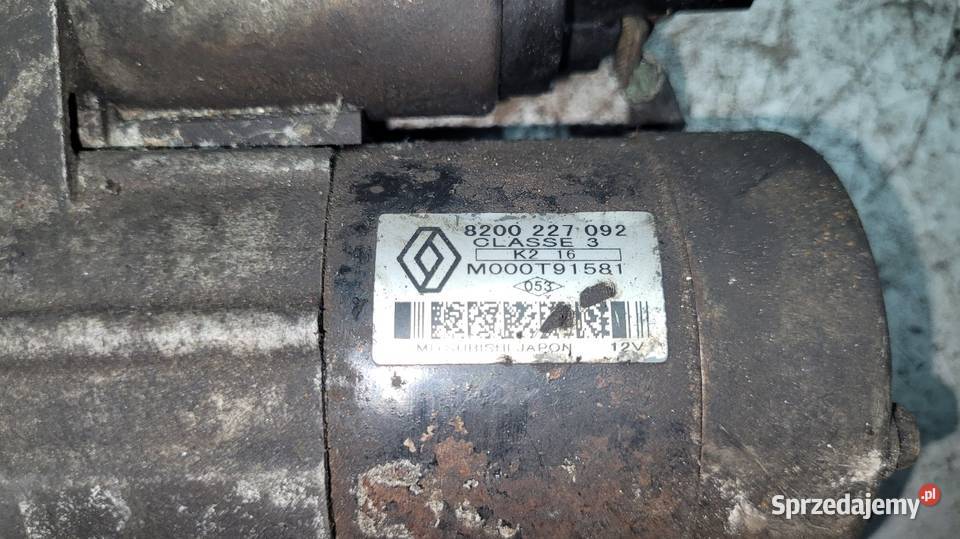 8200 227 092
CLASSE 3
K2 16
M000T91581
053
MITSUBISHI JAPON 12V
Sprzedajemy.pl